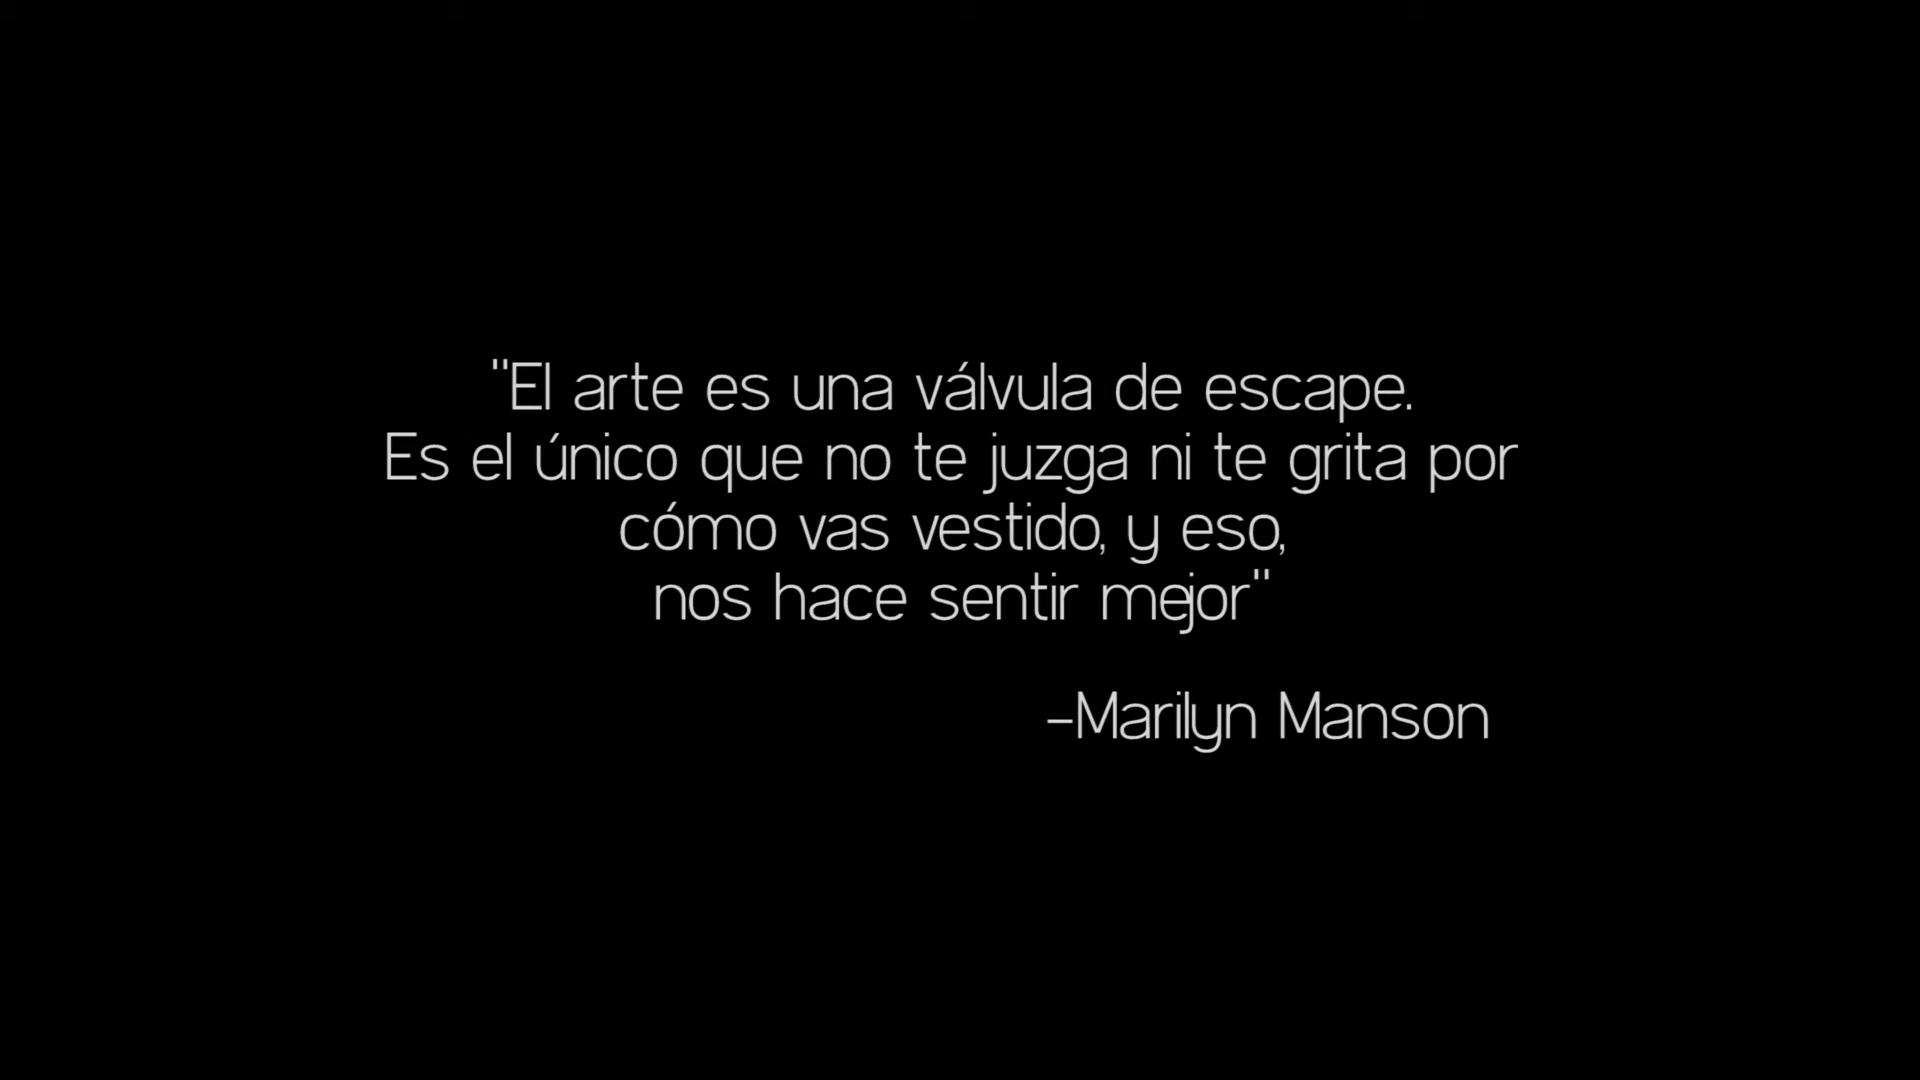 "El arte es una válvula de escape.
Es el único que no te juzga ni te grita por
cómo vas vestido, y eso,
nos hace sentir mejor"
-Marilyn Manson